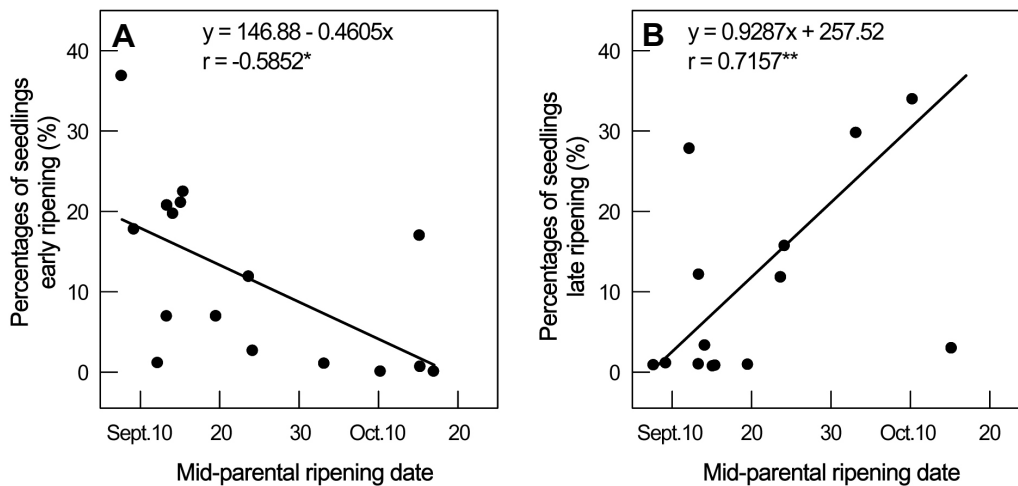 A
y = 146.88 - 0.4605x
r = -0.5852*
Percentages of seedlings
early ripening (%)
40
30
20
10
0
Sept.10 20 30 Oct.10 20
Mid-parental ripening date
B
y = 0.9287x + 257.52
r = 0.7157**
Percentages of seedlings
late ripening (%)
40
30
20
10
0
Sept.10 20 30 Oct.10 20
Mid-parental ripening date